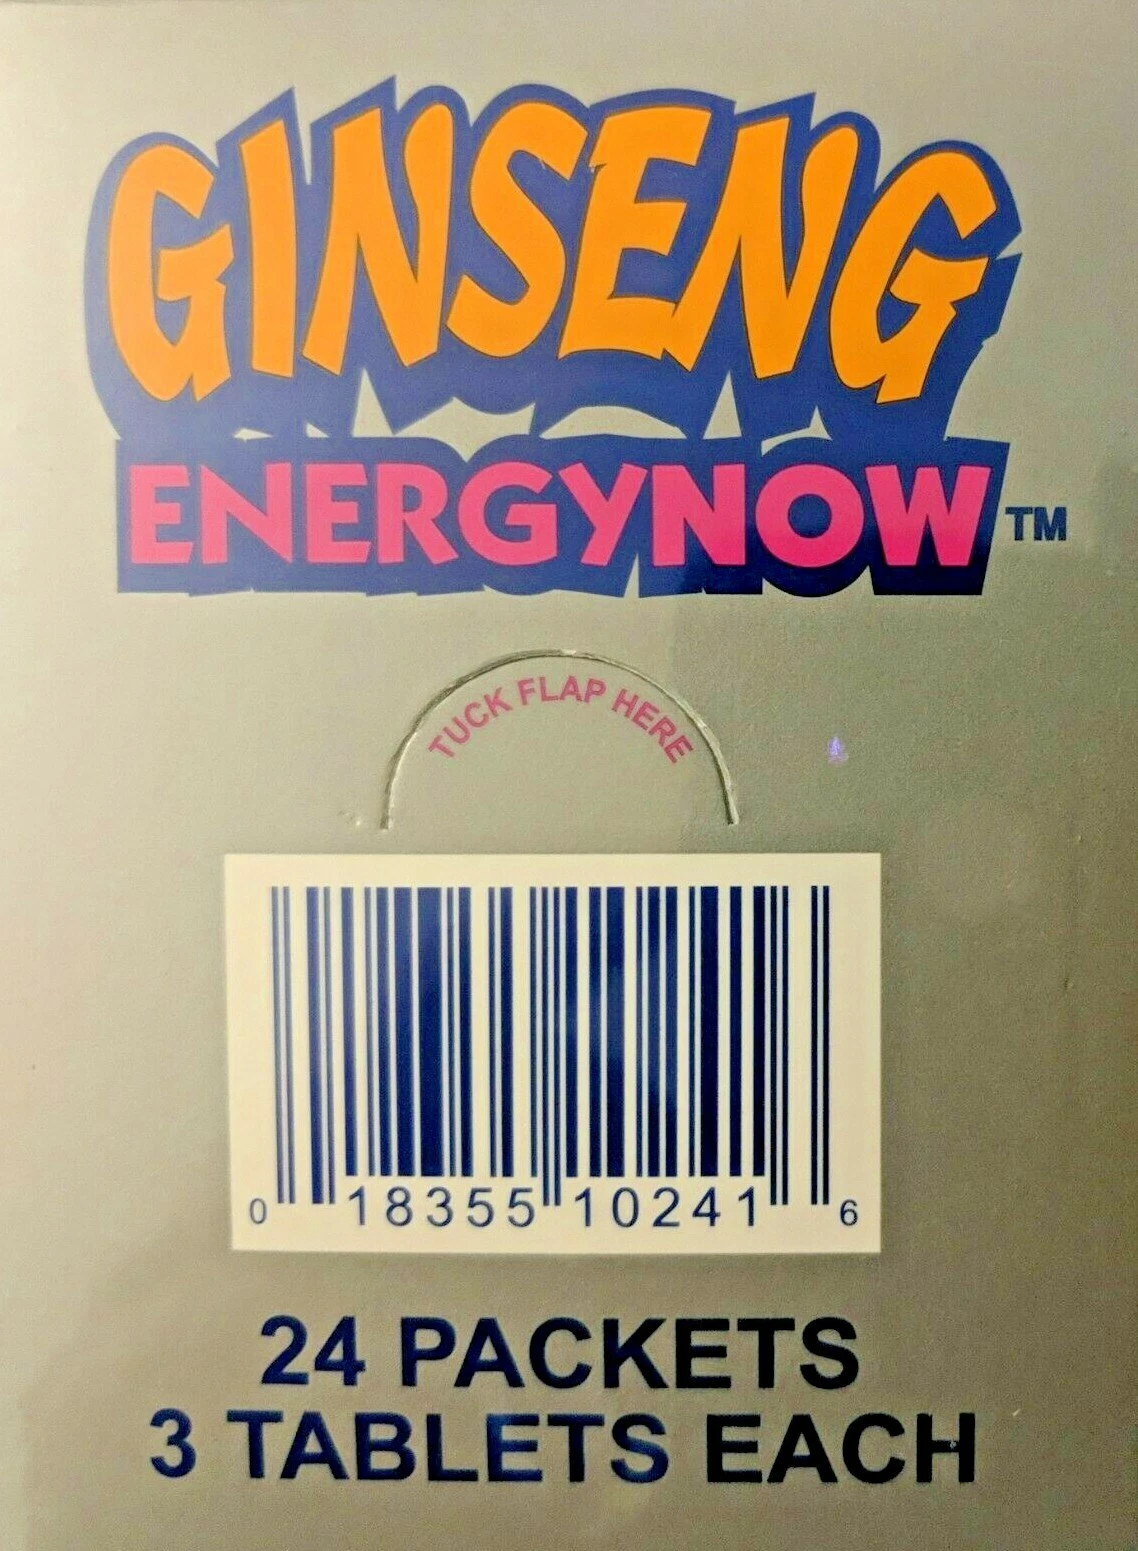 GINSENG
ENERGYNOW™
TUCK FLAP HERE
0 18355 10241 6
24 PACKETS
3 TABLETS EACH